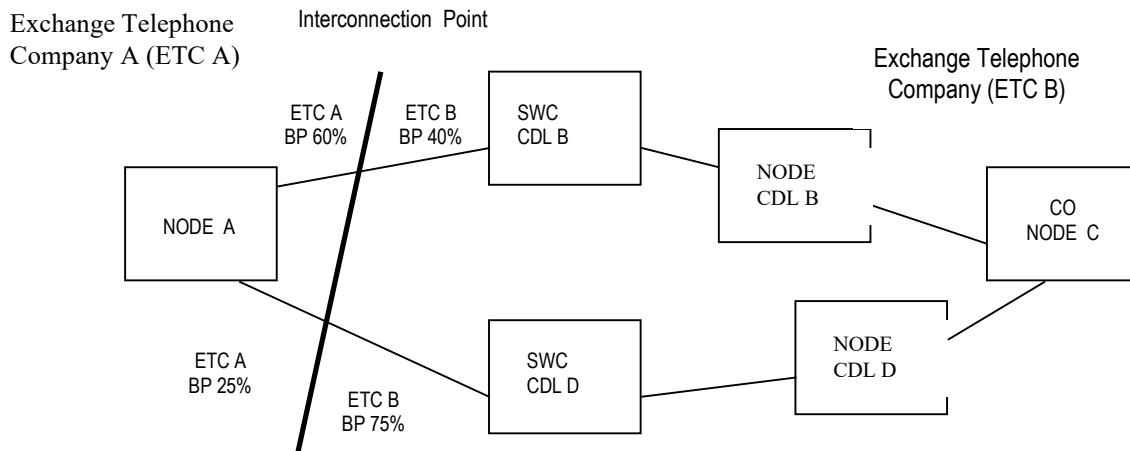 Exchange Telephone
Company A (ETC A)
Interconnection Point
Exchange Telephone
Company (ETC B)
ETC A
BP 60%
ETC B
BP 40%
SWC
CDL B
NODE
CDL B
NODE A
CO
NODE C
ETC A
BP 25%
ETC B
BP 75%
SWC
CDL D
NODE
CDL D